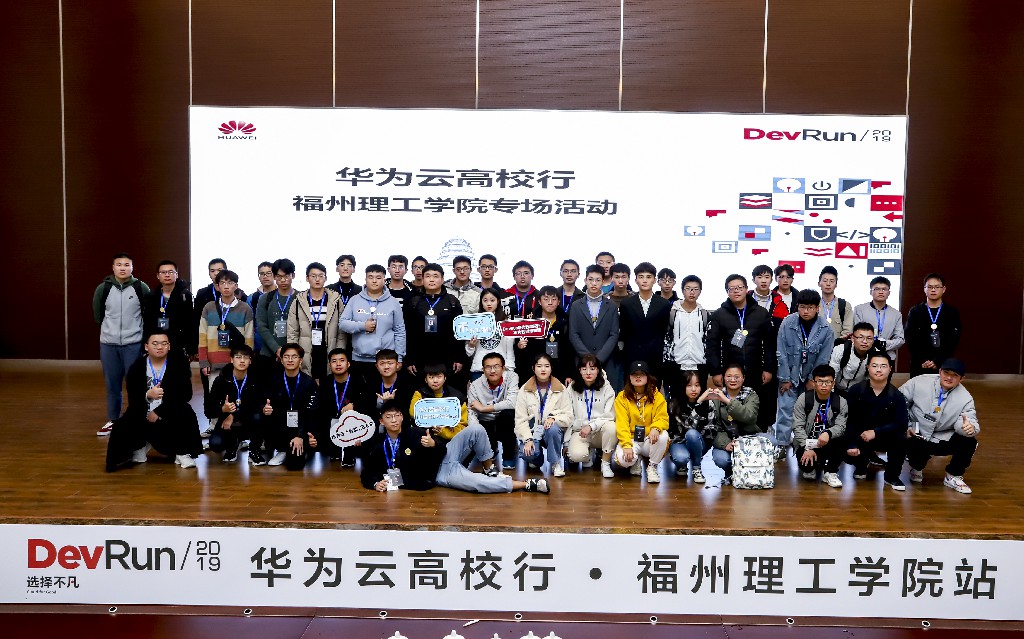 HUAWEI
DevRun/2019
华为云高校行
福州理工学院专场活动
</>
DevRun/2019
选择不凡
华为云高校行 • 福州理工学院站